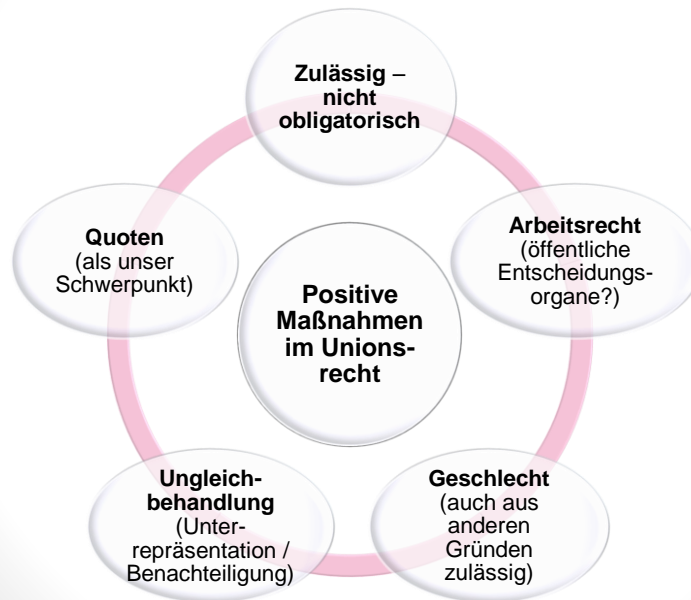 Zulässig –
nicht
obligatorisch
Arbeitsrecht
(öffentliche
Entscheidungs-
organe?)
Geschlecht
(auch aus
anderen
Gründen
zulässig)
Ungleich-
behandlung
(Unter-
repräsentation /
Benachteiligung)
Quoten
(als unser
Schwerpunkt)
Positive
Maßnahmen
im Unions-
recht